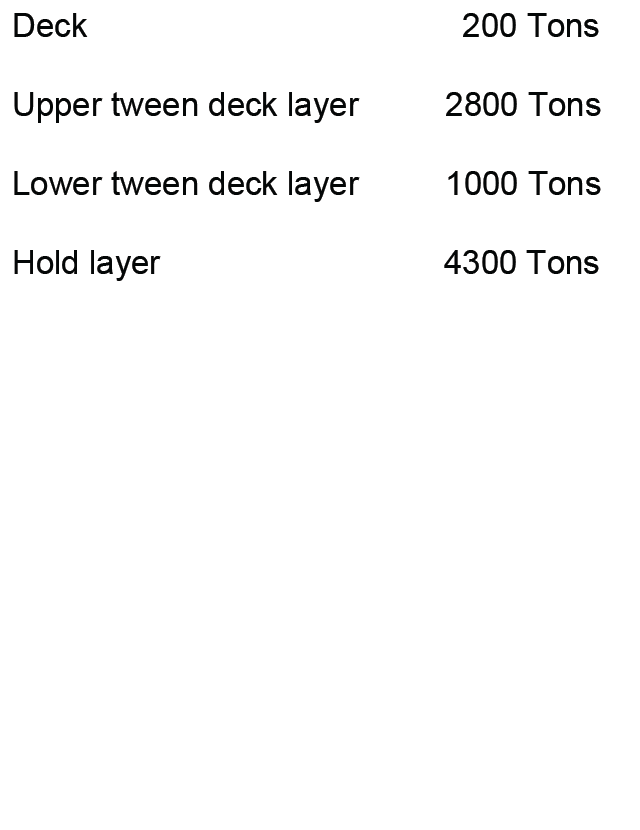 Deck 200 Tons
Upper tween deck layer 2800 Tons
Lower tween deck layer 1000 Tons
Hold layer 4300 Tons